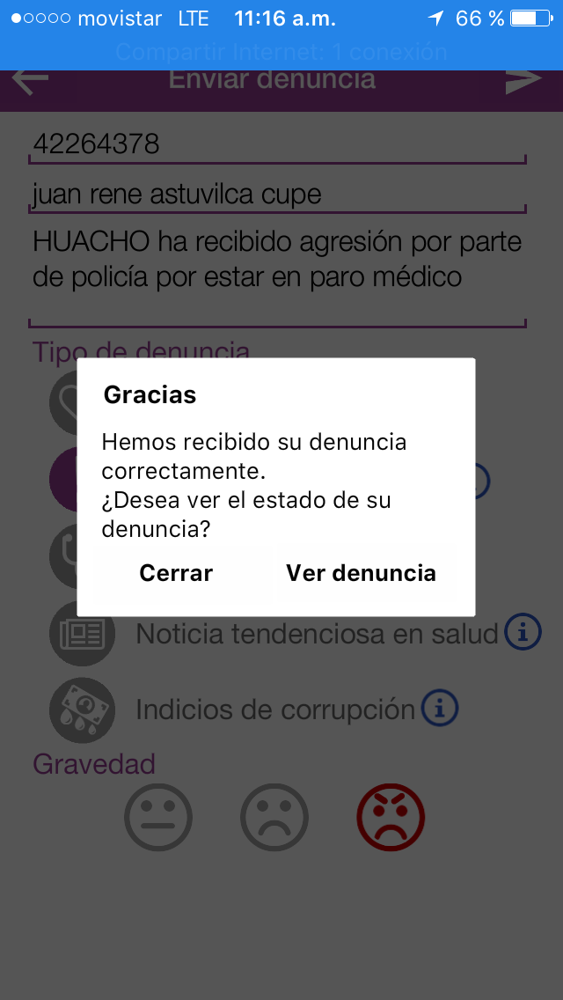 movistar LTE 11:16 a.m. 66 %
Compartir Internet: 1 conexión
Enviar denuncia
42264378
juan rene astuvilca cupe
HUACHO ha recibido agresión por parte
de policía por estar en paro médico
Tipo de denuncia
Gracias
Hemos recibido su denuncia
correctamente.
¿Desea ver el estado de su
denuncia?
Cerrar Ver denuncia
Noticia tendenciosa en salud
Indicios de corrupción
Gravedad